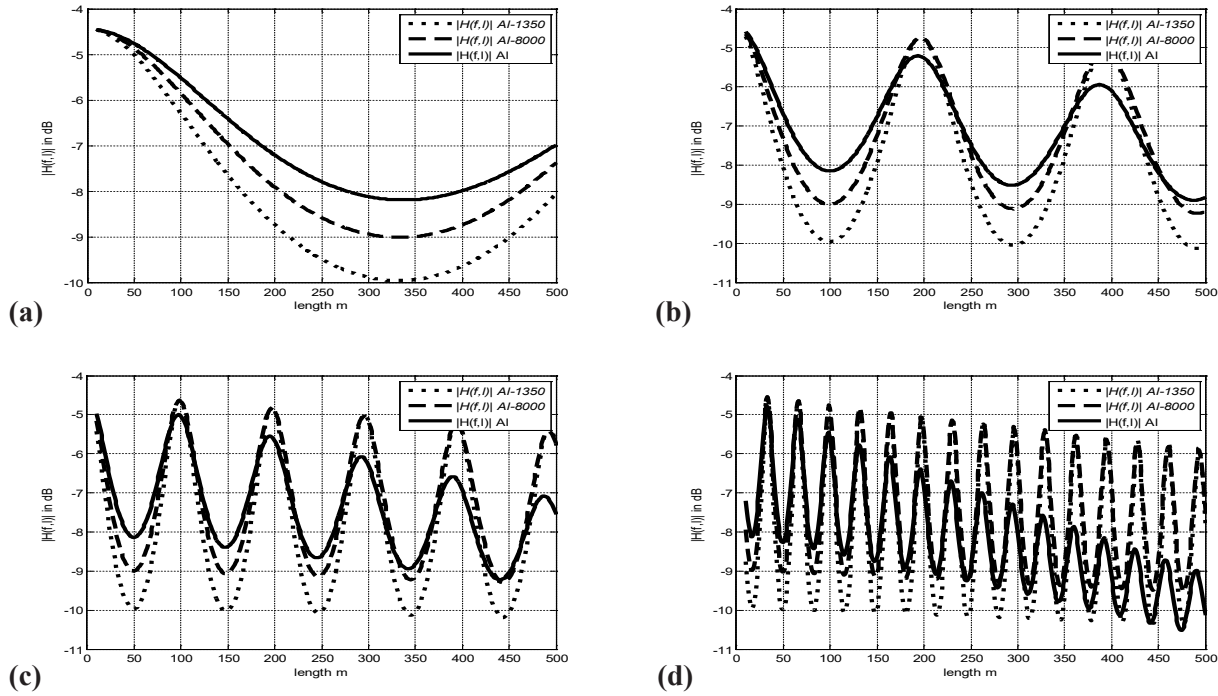 -4
-5
-6
-7
-8
-9
-10
|H(f,l)| in dB
|H(f,l)| Al-1350
|H(f,l)| Al-8000
|H(f,l)| Al
0 50 100 150 200 250 300 350 400 450 500
length m
(a)
-4
-5
-6
-7
-8
-9
-10
-11
|H(f,l)| in dB
|H(f,l)| Al-1350
|H(f,l)| Al-8000
|H(f,l)| Al
0 50 100 150 200 250 300 350 400 450 500
length m
(b)
-4
-5
-6
-7
-8
-9
-10
-11
|H(f,l)| in dB
|H(f,l)| Al-1350
|H(f,l)| Al-8000
|H(f,l)| Al
0 50 100 150 200 250 300 350 400 450 500
length m
(c)
-4
-5
-6
-7
-8
-9
-10
-11
|H(f,l)| in dB
|H(f,l)| Al-1350
|H(f,l)| Al-8000
|H(f,l)| Al
0 50 100 150 200 250 300 350 400 450 500
length m
(d)